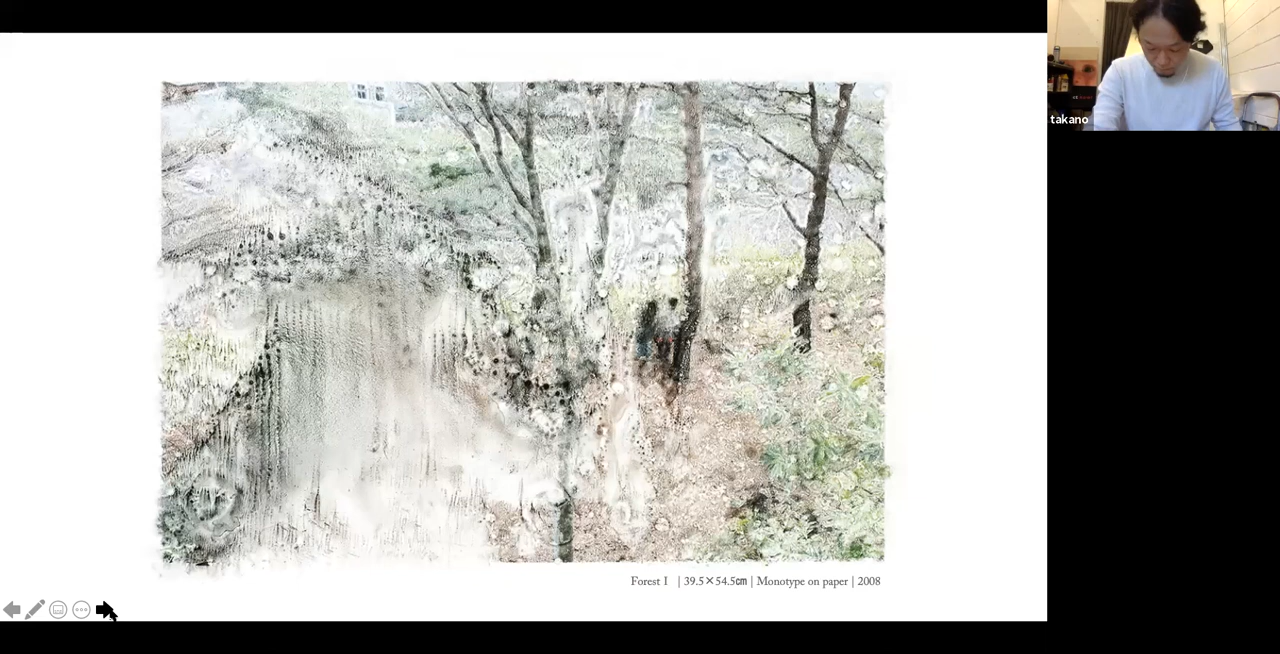 takano
Forest I | 39.5×54.5㎝ | Monotype on paper | 2008